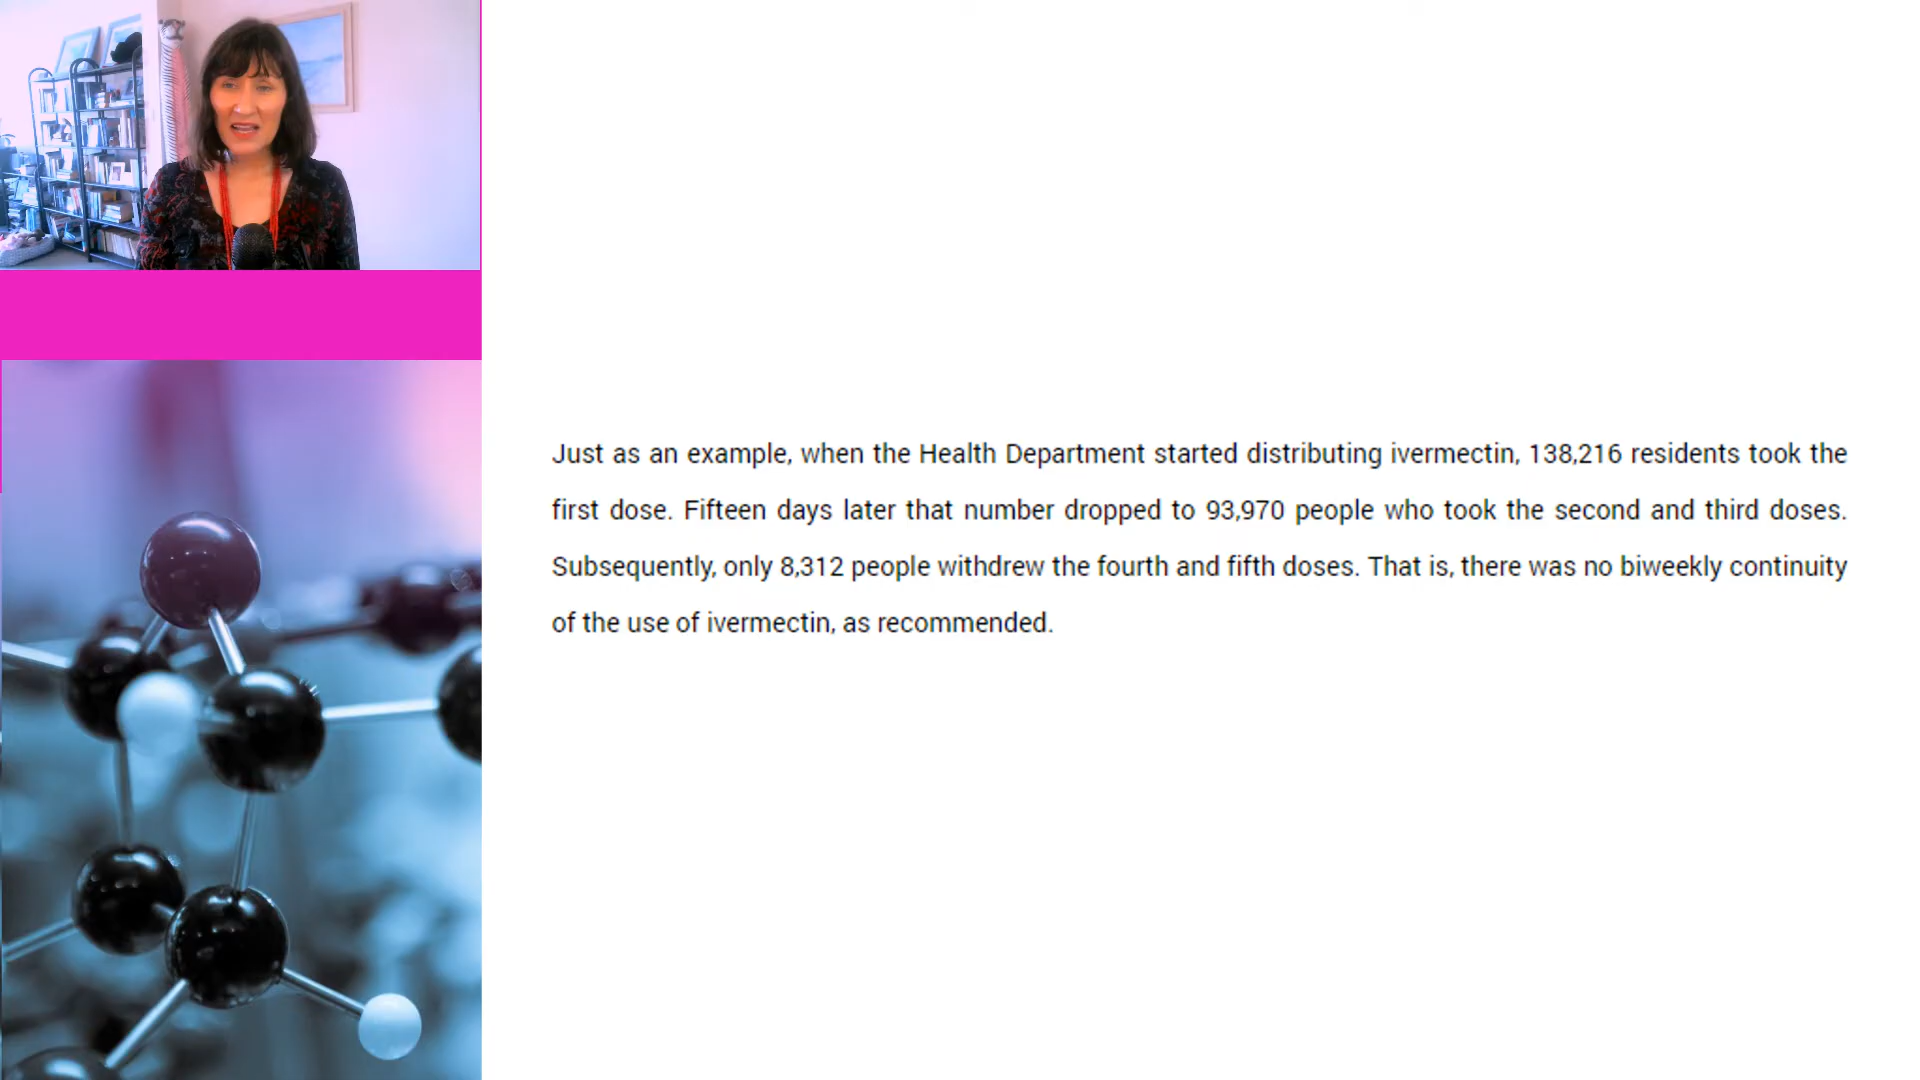 Just as an example, when the Health Department started distributing ivermectin, 138,216 residents took the
first dose. Fifteen days later that number dropped to 93,970 people who took the second and third doses.
Subsequently, only 8,312 people withdrew the fourth and fifth doses. That is, there was no biweekly continuity
of the use of ivermectin, as recommended.